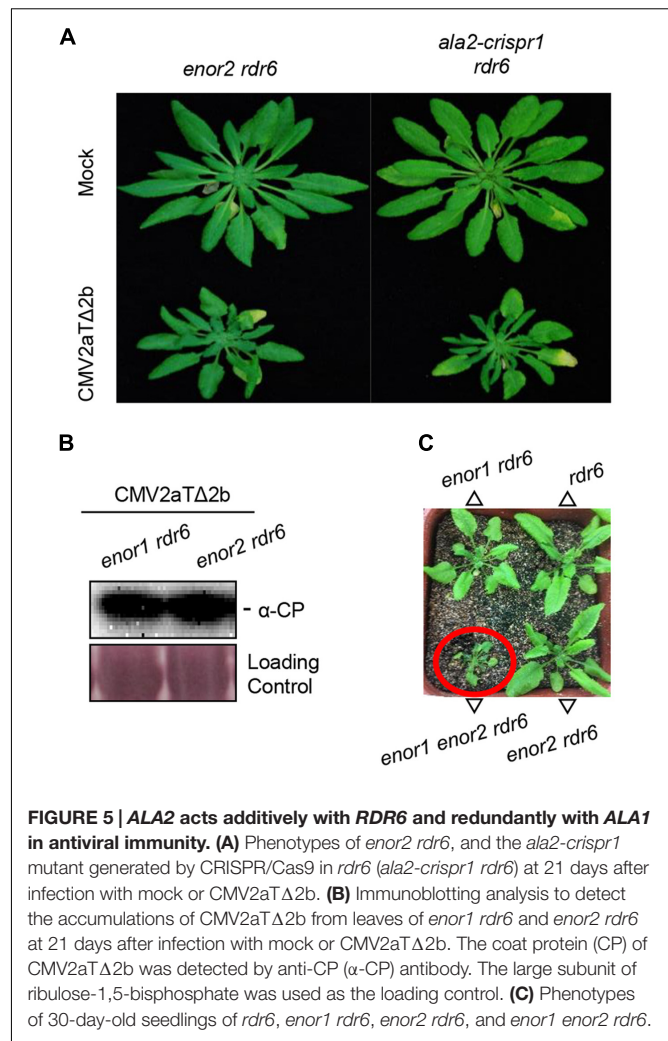 A
enor2 rdr6
ala2-crispr1
rdr6
Mock
CMV2aTΔ2b
B
CMV2aTΔ2b
enor1 rdr6
enor2 rdr6
- α-CP
Loading
Control
C
enor1 rdr6
rdr6
enor1 enor2 rdr6
enor2 rdr6
FIGURE 5 | ALA2 acts additively with RDR6 and redundantly with ALA1
in antiviral immunity. (A) Phenotypes of enor2 rdr6, and the ala2-crispr1
mutant generated by CRISPR/Cas9 in rdr6 (ala2-crispr1 rdr6) at 21 days after
infection with mock or CMV2aTΔ2b. (B) Immunoblotting analysis to detect
the accumulations of CMV2aTΔ2b from leaves of enor1 rdr6 and enor2 rdr6
at 21 days after infection with mock or CMV2aTΔ2b. The coat protein (CP) of
CMV2aTΔ2b was detected by anti-CP (α-CP) antibody. The large subunit of
ribulose-1,5-bisphosphate was used as the loading control. (C) Phenotypes
of 30-day-old seedlings of rdr6, enor1 rdr6, enor2 rdr6, and enor1 enor2 rdr6.